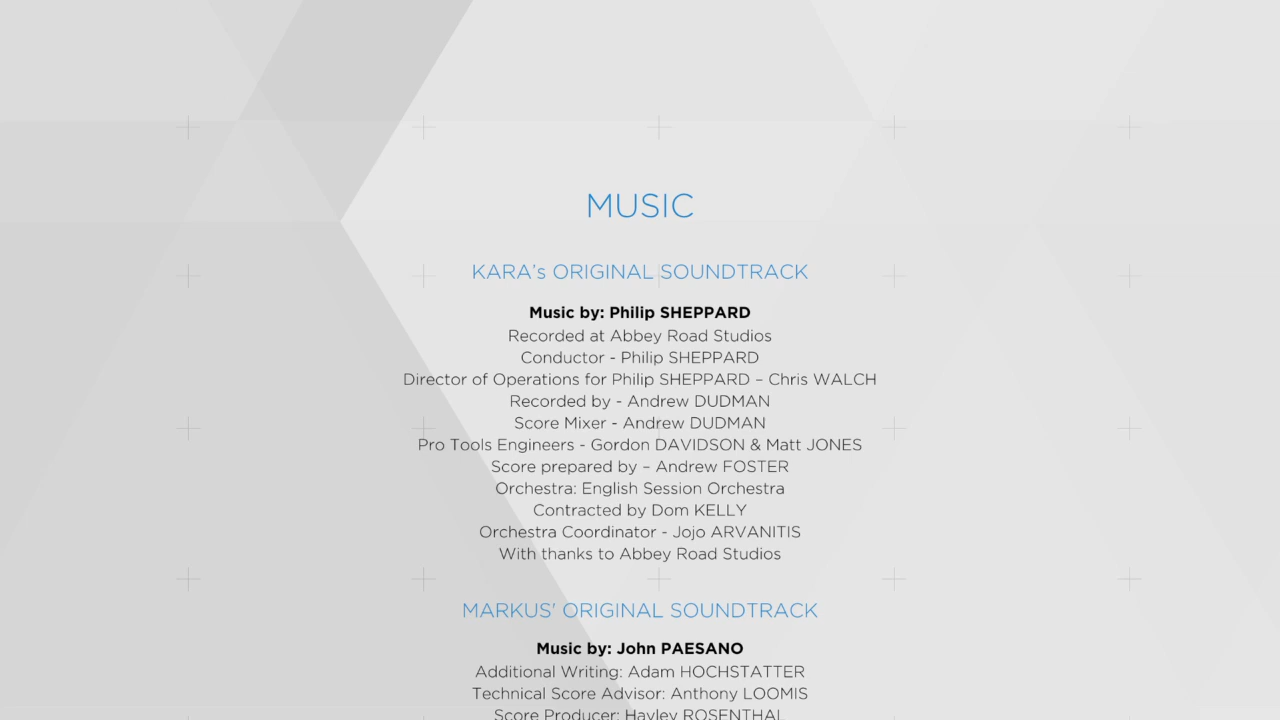 MUSIC
KARA's ORIGINAL SOUNDTRACK
Music by: Philip SHEPPARD
Recorded at Abbey Road Studios
Conductor - Philip SHEPPARD
Director of Operations for Philip SHEPPARD – Chris WALCH
Recorded by - Andrew DUDMAN
Score Mixer - Andrew DUDMAN
Pro Tools Engineers - Gordon DAVIDSON & Matt JONES
Score prepared by – Andrew FOSTER
Orchestra: English Session Orchestra
Contracted by Dom KELLY
Orchestra Coordinator - Jojo ARVANITIS
With thanks to Abbey Road Studios
MARKUS' ORIGINAL SOUNDTRACK
Music by: John PAESANO
Additional Writing: Adam HOCHSTATTER
Technical Score Advisor: Anthony LOOMIS
Score Producer: Hayley ROSENTHAL